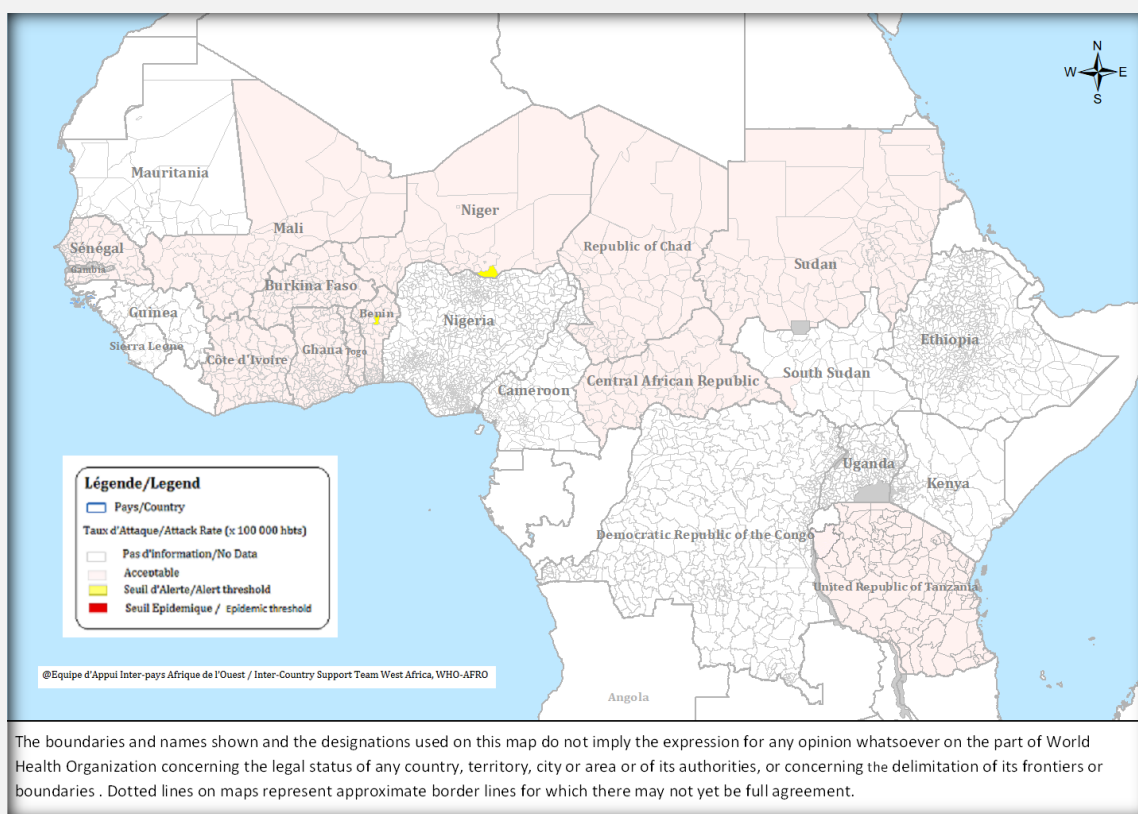 N
W E
S
Mauritania
Mali
Niger
Republic of Chad
Sudan
Sénégal
Gambia
Burkina Faso
Guinea
Benin
Nigeria
Sierra Leone
Côte d'Ivoire
Ghana
Togo
Ethiopia
South Sudan
Cameroon
Central African Republic
Uganda
Kenya
Democratic Republic of the Congo
United Republic of Tanzania
Angola
Légende/Legend
Pays/Country
Taux d'Attaque/Attack Rate (x 100 000 hbts)
Pas d'information/No Data
Acceptable
Seuil d'Alerte/Alert threshold
Seuil Epidemique / Epidemic threshold
@Equipe d'Appui Inter-pays Afrique de l'Ouest / Inter-Country Support Team West Africa, WHO-AFRO
The boundaries and names shown and the designations used on this map do not imply the expression for any opinion whatsoever on the part of World
Health Organization concerning the legal status of any country, territory, city or area or of its authorities, or concerning the delimitation of its frontiers or
boundaries . Dotted lines on maps represent approximate border lines for which there may not yet be full agreement.